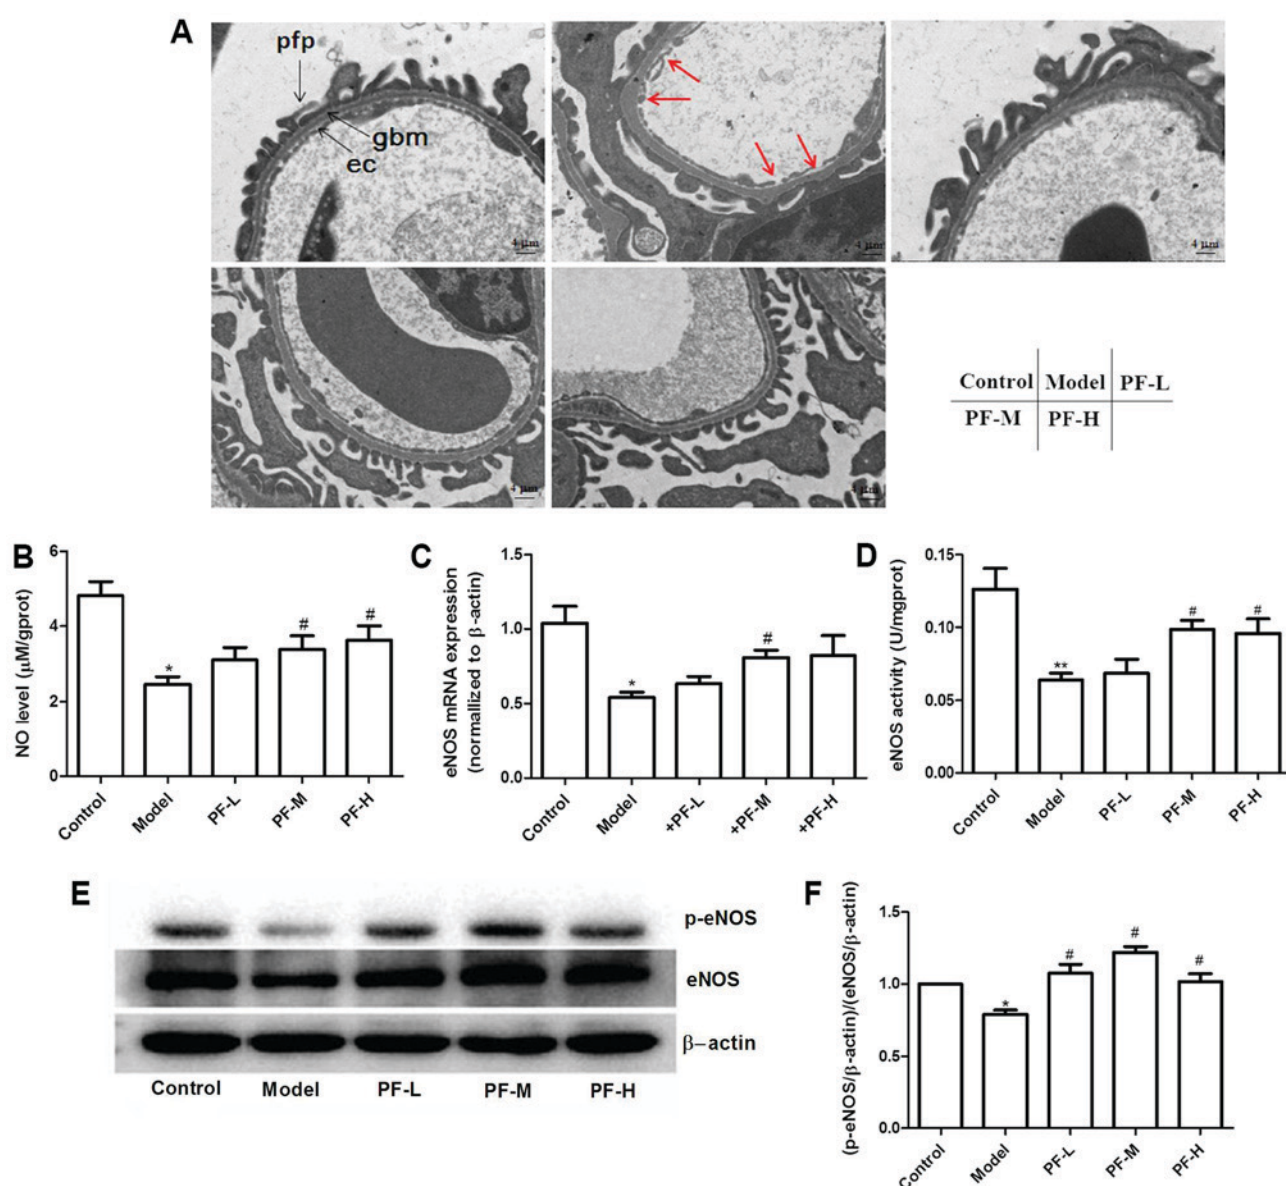 A
pfp
gbm
ec
4 μm
4 μm
4 μm
4 μm
4 μm
Control Model PF-L
PF-M PF-H
B
NO level (μM/gprot)
6
4
2
0
*
#
#
Control
Model
PF-L
PF-M
PF-H
C
eNOS mRNA expression
(normallized to β-actin)
1.5
1.0
0.5
0.0
*
#
Control
Model
+PF-L
+PF-M
+PF-H
D
eNOS activity (U/mgprot)
0.15
0.10
0.05
0.00
**
#
#
Control
Model
PF-L
PF-M
PF-H
E
p-eNOS
eNOS
β-actin
Control Model PF-L PF-M PF-H
F
(p-eNOS/β-actin)/(eNOS/β-actin)
1.5
1.0
0.5
0.0
*
#
#
#
Control
Model
PF-L
PF-M
PF-H